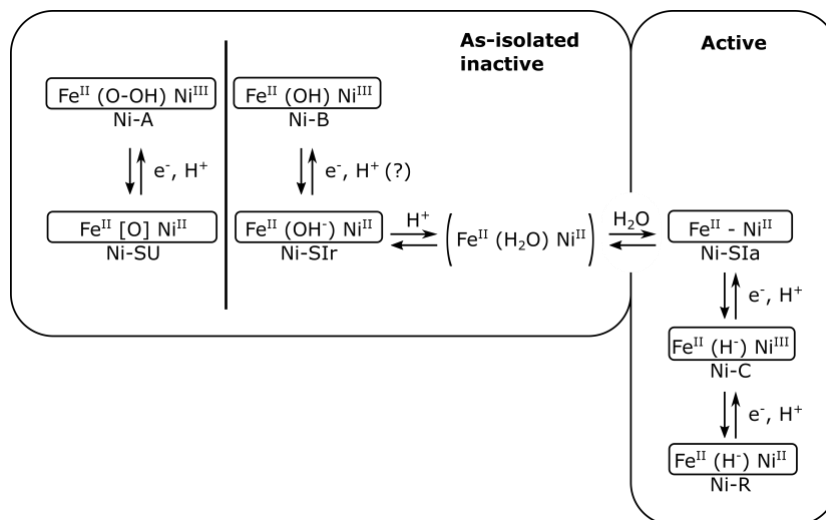 As-isolated
inactive
Active
Fe^II (O-OH) Ni^III
Ni-A
Fe^II (OH) Ni^III
Ni-B
e⁻, H⁺
e⁻, H⁺ (?)
Fe^II [O] Ni^II
Ni-SU
Fe^II (OH⁻) Ni^II
Ni-SIr
H⁺
(Fe^II (H₂O) Ni^II)
H₂O
Fe^II - Ni^II
Ni-SIa
e⁻, H⁺
Fe^II (H⁻) Ni^III
Ni-C
e⁻, H⁺
Fe^II (H⁻) Ni^II
Ni-R